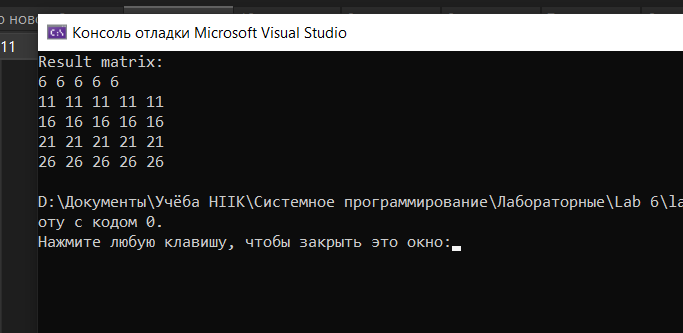 Консоль отладки Microsoft Visual Studio
11
Result matrix:
6 6 6 6 6
11 11 11 11 11
16 16 16 16 16
21 21 21 21 21
26 26 26 26 26
D:\Документы\Учёба НІІК\Системное программирование\Лабораторные\Lab 6\la
оту с кодом 0.
Нажмите любую клавишу, чтобы закрыть это окно: